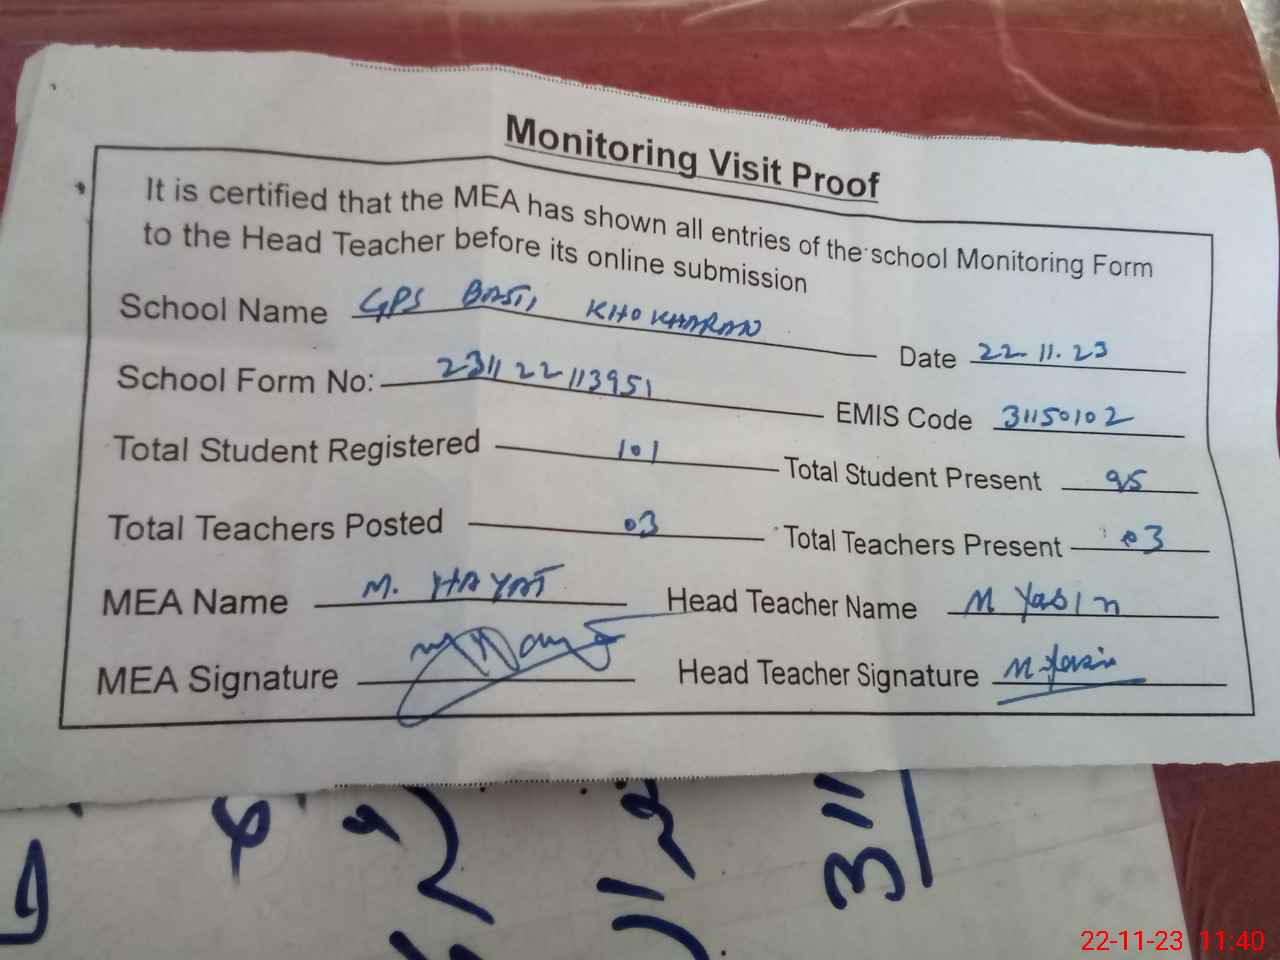 Monitoring Visit Proof
It is certified that the MEA has shown all entries of the school Monitoring Form
to the Head Teacher before its online submission
School Name GPS BASTI KHOKHARAN
Date 22.11.23
School Form No: 231122113951
EMIS Code 31150102
Total Student Registered 101
Total Student Present 95
Total Teachers Posted 03
Total Teachers Present 03
MEA Name M. HAYAT
Head Teacher Name M Yasin
MEA Signature
Head Teacher Signature M. Yasin
311
22-11-23 11:40